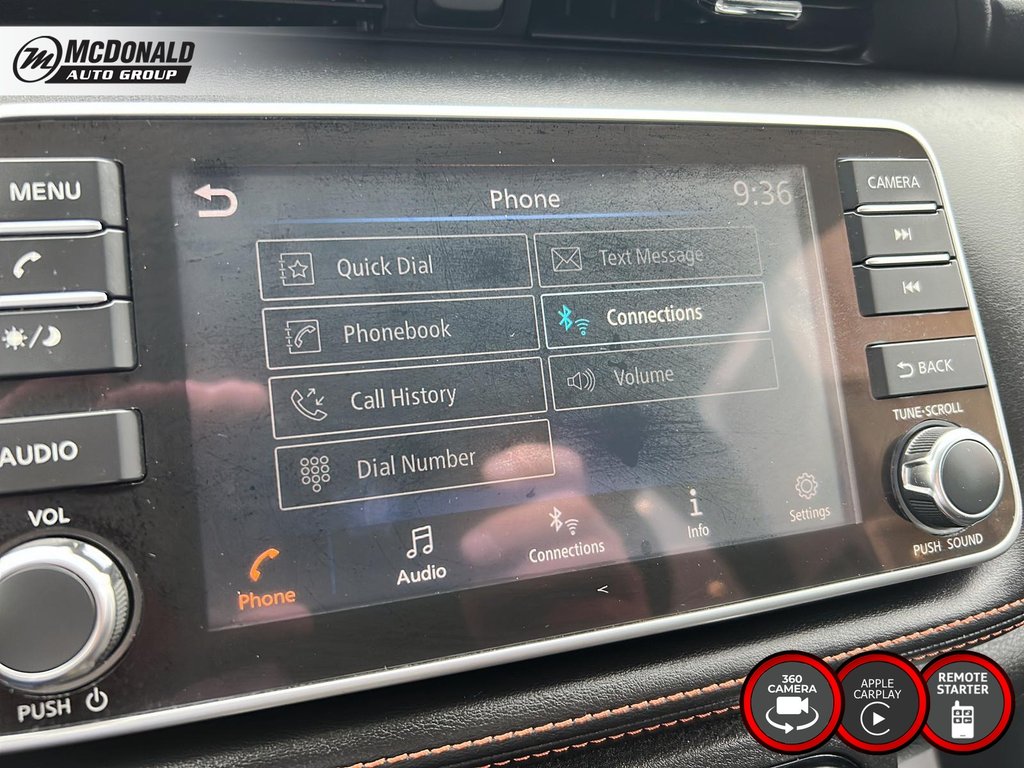 McDONALD
AUTO GROUP
MENU
AUDIO
VOL
PUSH
Phone
9:36
Quick Dial
Text Message
Phonebook
Connections
Call History
Volume
Dial Number
Phone
Audio
Connections
Info
Settings
<
CAMERA
BACK
TUNE·SCROLL
PUSH SOUND
360
CAMERA
APPLE
CARPLAY
REMOTE
STARTER